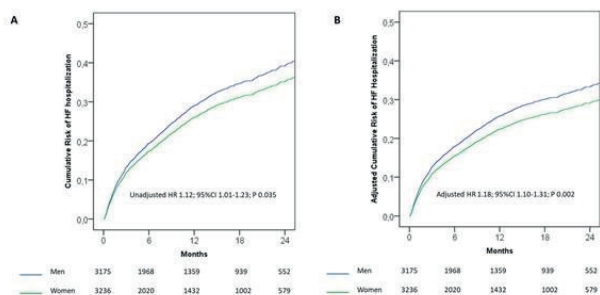 A
Cumulative Risk of HF hospitalization
0,5
0,4
0,3
0,2
0,1
0,0
Unadjusted HR 1.12; 95%CI 1.01-1.23; P 0.035
0 6 12 18 24
Months
Men 3175 1968 1359 939 552
Women 3236 2020 1432 1002 579
B
Adjusted Cumulative Risk of HF Hospitalization
0,5
0,4
0,3
0,2
0,1
0,0
Adjusted HR 1.18; 95%CI 1.10-1.31; P 0.002
0 6 12 18 24
Months
Men 3175 1968 1359 939 552
Women 3236 2020 1432 1002 579